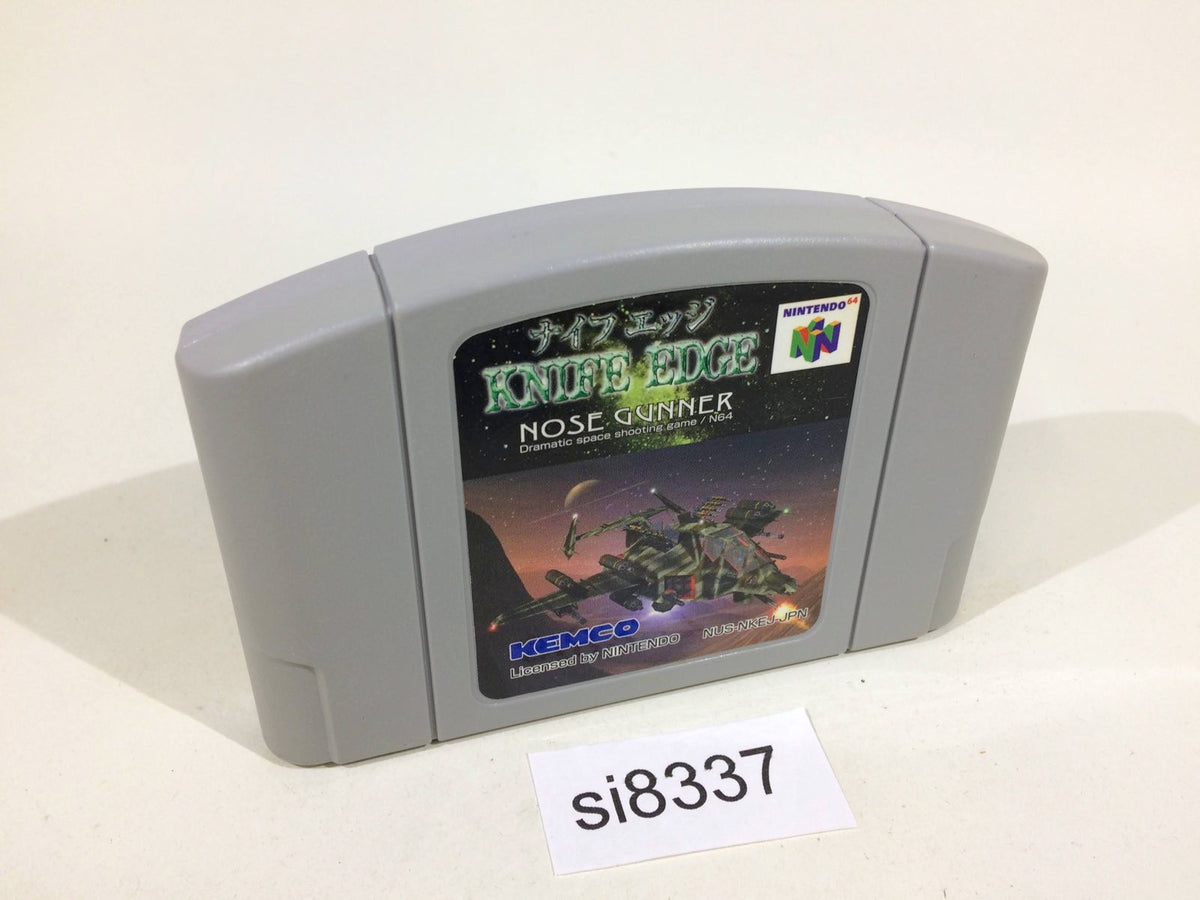 ナイフ エッジ
KNIFE EDGE
NINTENDO 64
NOSE GUNNER
Dramatic space shooting game / N64
KEMCO
NUS-NKEJ-JPN
Licensed by NINTENDO
si8337